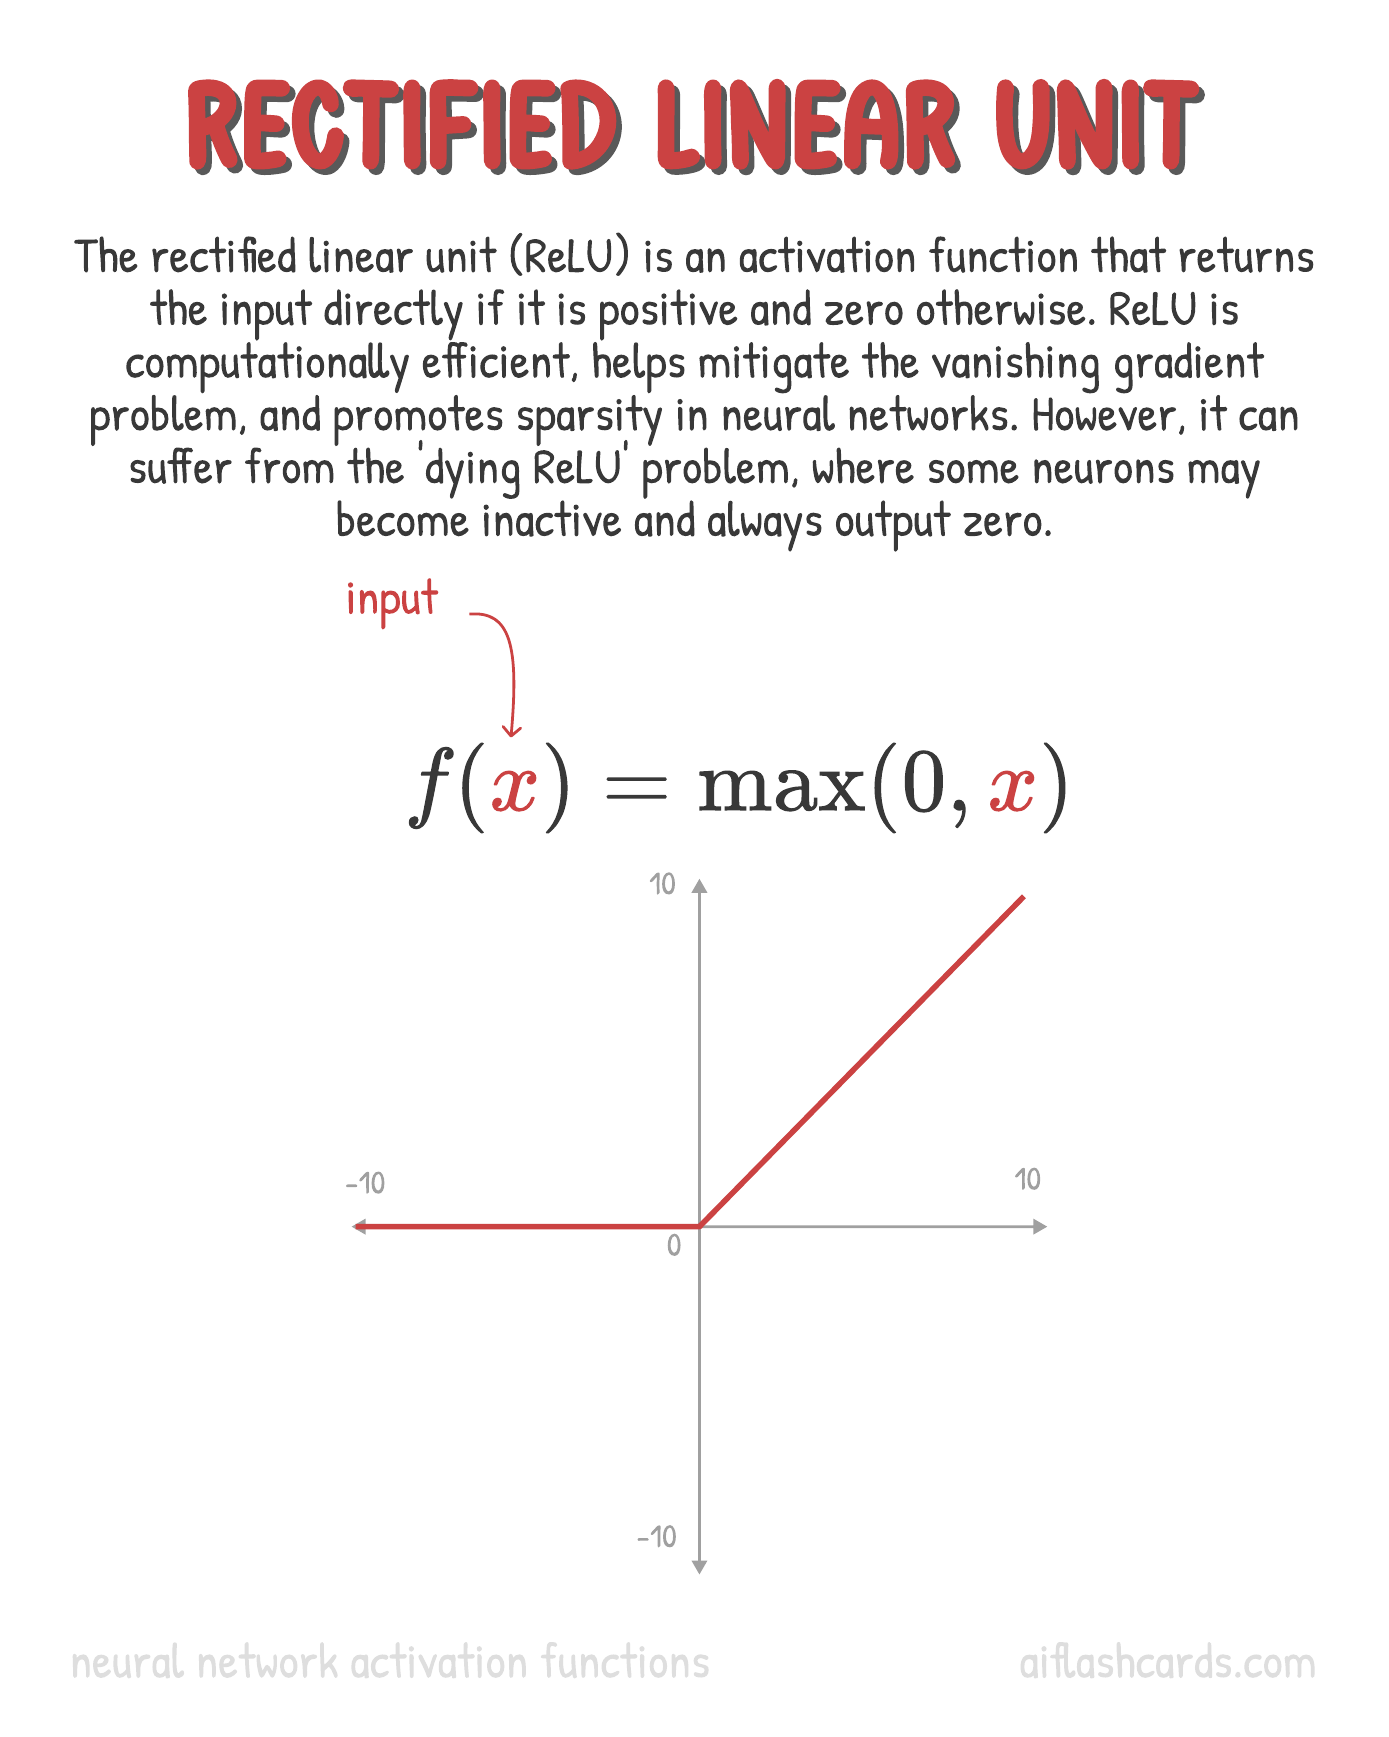 RECTIFIED LINEAR UNIT
The rectified linear unit (ReLU) is an activation function that returns
the input directly if it is positive and zero otherwise. ReLU is
computationally efficient, helps mitigate the vanishing gradient
problem, and promotes sparsity in neural networks. However, it can
suffer from the 'dying ReLU' problem, where some neurons may
become inactive and always output zero.
input
f(x) = max(0, x)
10
-10
10
0
-10
neural network activation functions
aiflashcards.com